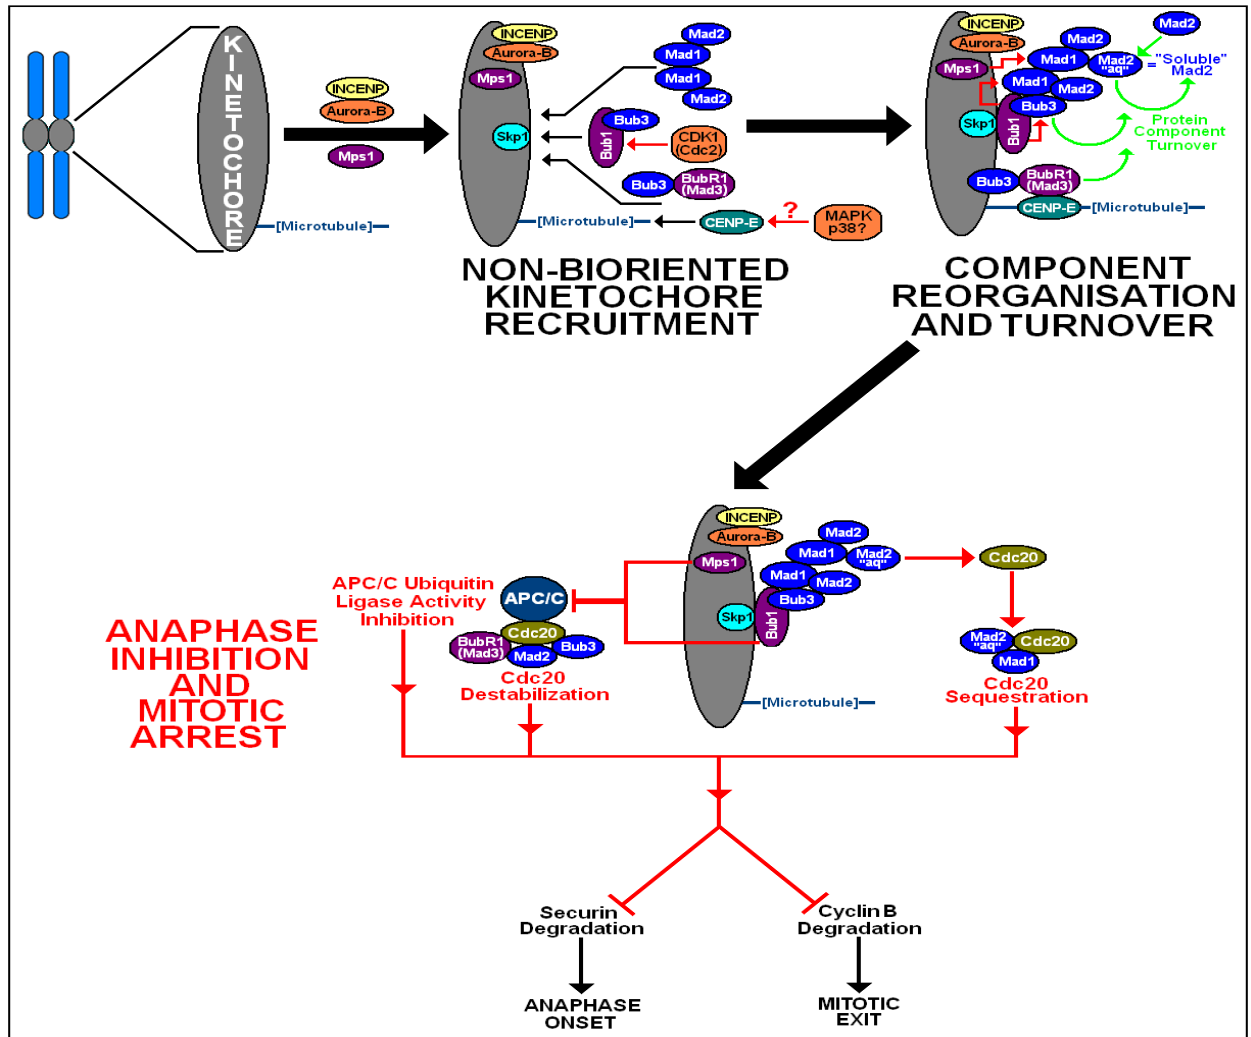 KINETOCHORE
INCENP
Aurora-B
Mps1
[Microtubule]
INCENP
Aurora-B
Mps1
Skp1
Mad2
Mad1
Mad1
Mad2
Bub3
Bub1
CDK1
(Cdc2)
Bub3
BubR1
(Mad3)
[Microtubule]
CENP-E
?
MAPK
p38?
NON-BIORIENTED
KINETOCHORE
RECRUITMENT
INCENP
Aurora-B
Mps1
Mad2
Mad2
Mad1
Mad2
"aq"
="Soluble"
Mad2
Mad1
Mad2
Bub3
Skp1
Bub1
Protein
Component
Turnover
Bub3
BubR1
(Mad3)
CENP-E
[Microtubule]
COMPONENT
REORGANISATION
AND TURNOVER
INCENP
Aurora-B
Mps1
Mad2
Mad1
Mad2
"aq"
Cdc20
Mad1
Mad2
Bub3
Skp1
Bub1
[Microtubule]
APC/C Ubiquitin
Ligase Activity
Inhibition
APC/C
Cdc20
BubR1
(Mad3)
Mad2
Bub3
Cdc20
Destabilization
Mad2
"aq"
Cdc20
Mad1
Cdc20
Sequestration
ANAPHASE
INHIBITION
AND
MITOTIC
ARREST
Securin
Degradation
Cyclin B
Degradation
ANAPHASE
ONSET
MITOTIC
EXIT